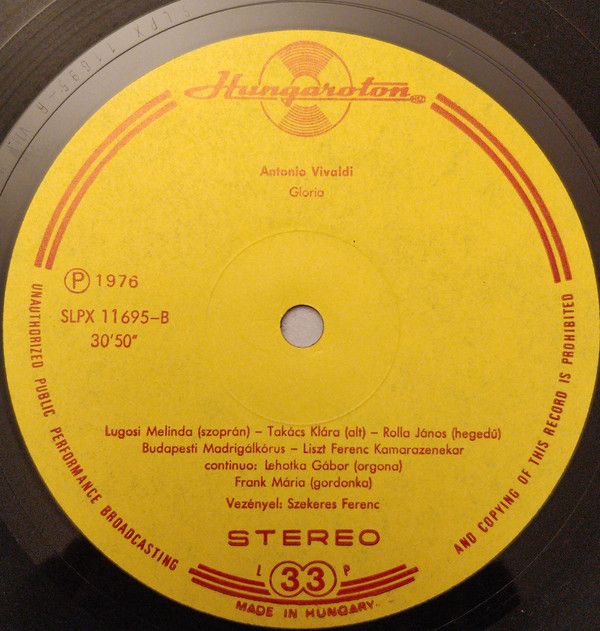 Hungaroton
Antonio Vivaldi
Gloria
Ⓟ 1976
SLPX 11695-B
30'50"
Lugosi Melinda (szoprán) – Takács Klára (alt) – Rolla János (hegedű)
Budapesti Madrigálkórus – Liszt Ferenc Kamarazenekar
continuo: Lehotka Gábor (orgona)
Frank Mária (gordonka)
Vezényel: Szekeres Ferenc
STEREO
L 33 P
MADE IN HUNGARY
UNAUTHORIZED PUBLIC PERFORMANCE BROADCASTING
AND COPYING OF THIS RECORD IS PROHIBITED